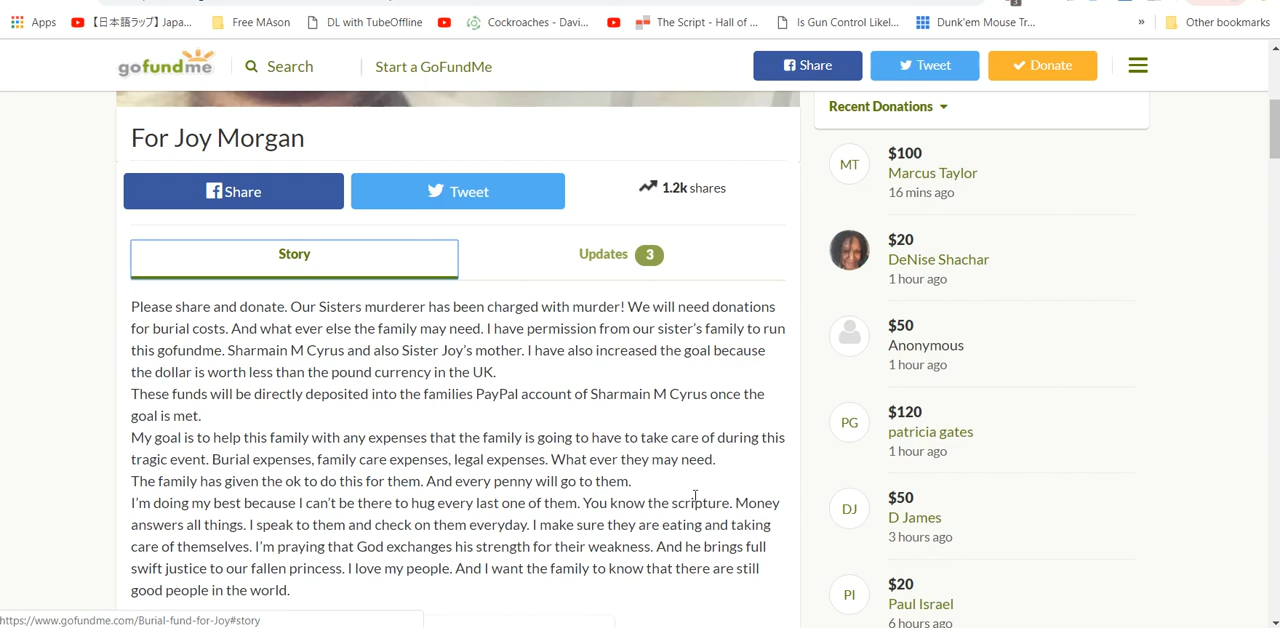 Apps
【日本語ラップ】 Japa...
Free MAson
DL with TubeOffline
Cockroaches - Davi...
The Script - Hall of ...
Is Gun Control Likel...
Dunk'em Mouse Tr...
»
Other bookmarks
gofundme
Search
Start a GoFundMe
Share
Tweet
Donate
Recent Donations
For Joy Morgan
Share
Tweet
1.2k shares
Story
Updates 3
Please share and donate. Our Sisters murderer has been charged with murder! We will need donations
for burial costs. And what ever else the family may need. I have permission from our sister's family to run
this gofundme. Sharmain M Cyrus and also Sister Joy's mother. I have also increased the goal because
the dollar is worth less than the pound currency in the UK.
These funds will be directly deposited into the families PayPal account of Sharmain M Cyrus once the
goal is met.
My goal is to help this family with any expenses that the family is going to have to take care of during this
tragic event. Burial expenses, family care expenses, legal expenses. What ever they may need.
The family has given the ok to do this for them. And every penny will go to them.
I'm doing my best because I can't be there to hug every last one of them. You know the scripture. Money
answers all things. I speak to them and check on them everyday. I make sure they are eating and taking
care of themselves. I'm praying that God exchanges his strength for their weakness. And he brings full
swift justice to our fallen princess. I love my people. And I want the family to know that there are still
good people in the world.
MT
$100
Marcus Taylor
16 mins ago
$20
DeNise Shachar
1 hour ago
$50
Anonymous
1 hour ago
PG
$120
patricia gates
1 hour ago
DJ
$50
D James
3 hours ago
PI
$20
Paul Israel
6 hours ago
https://www.gofundme.com/Burial-fund-for-Joy#story